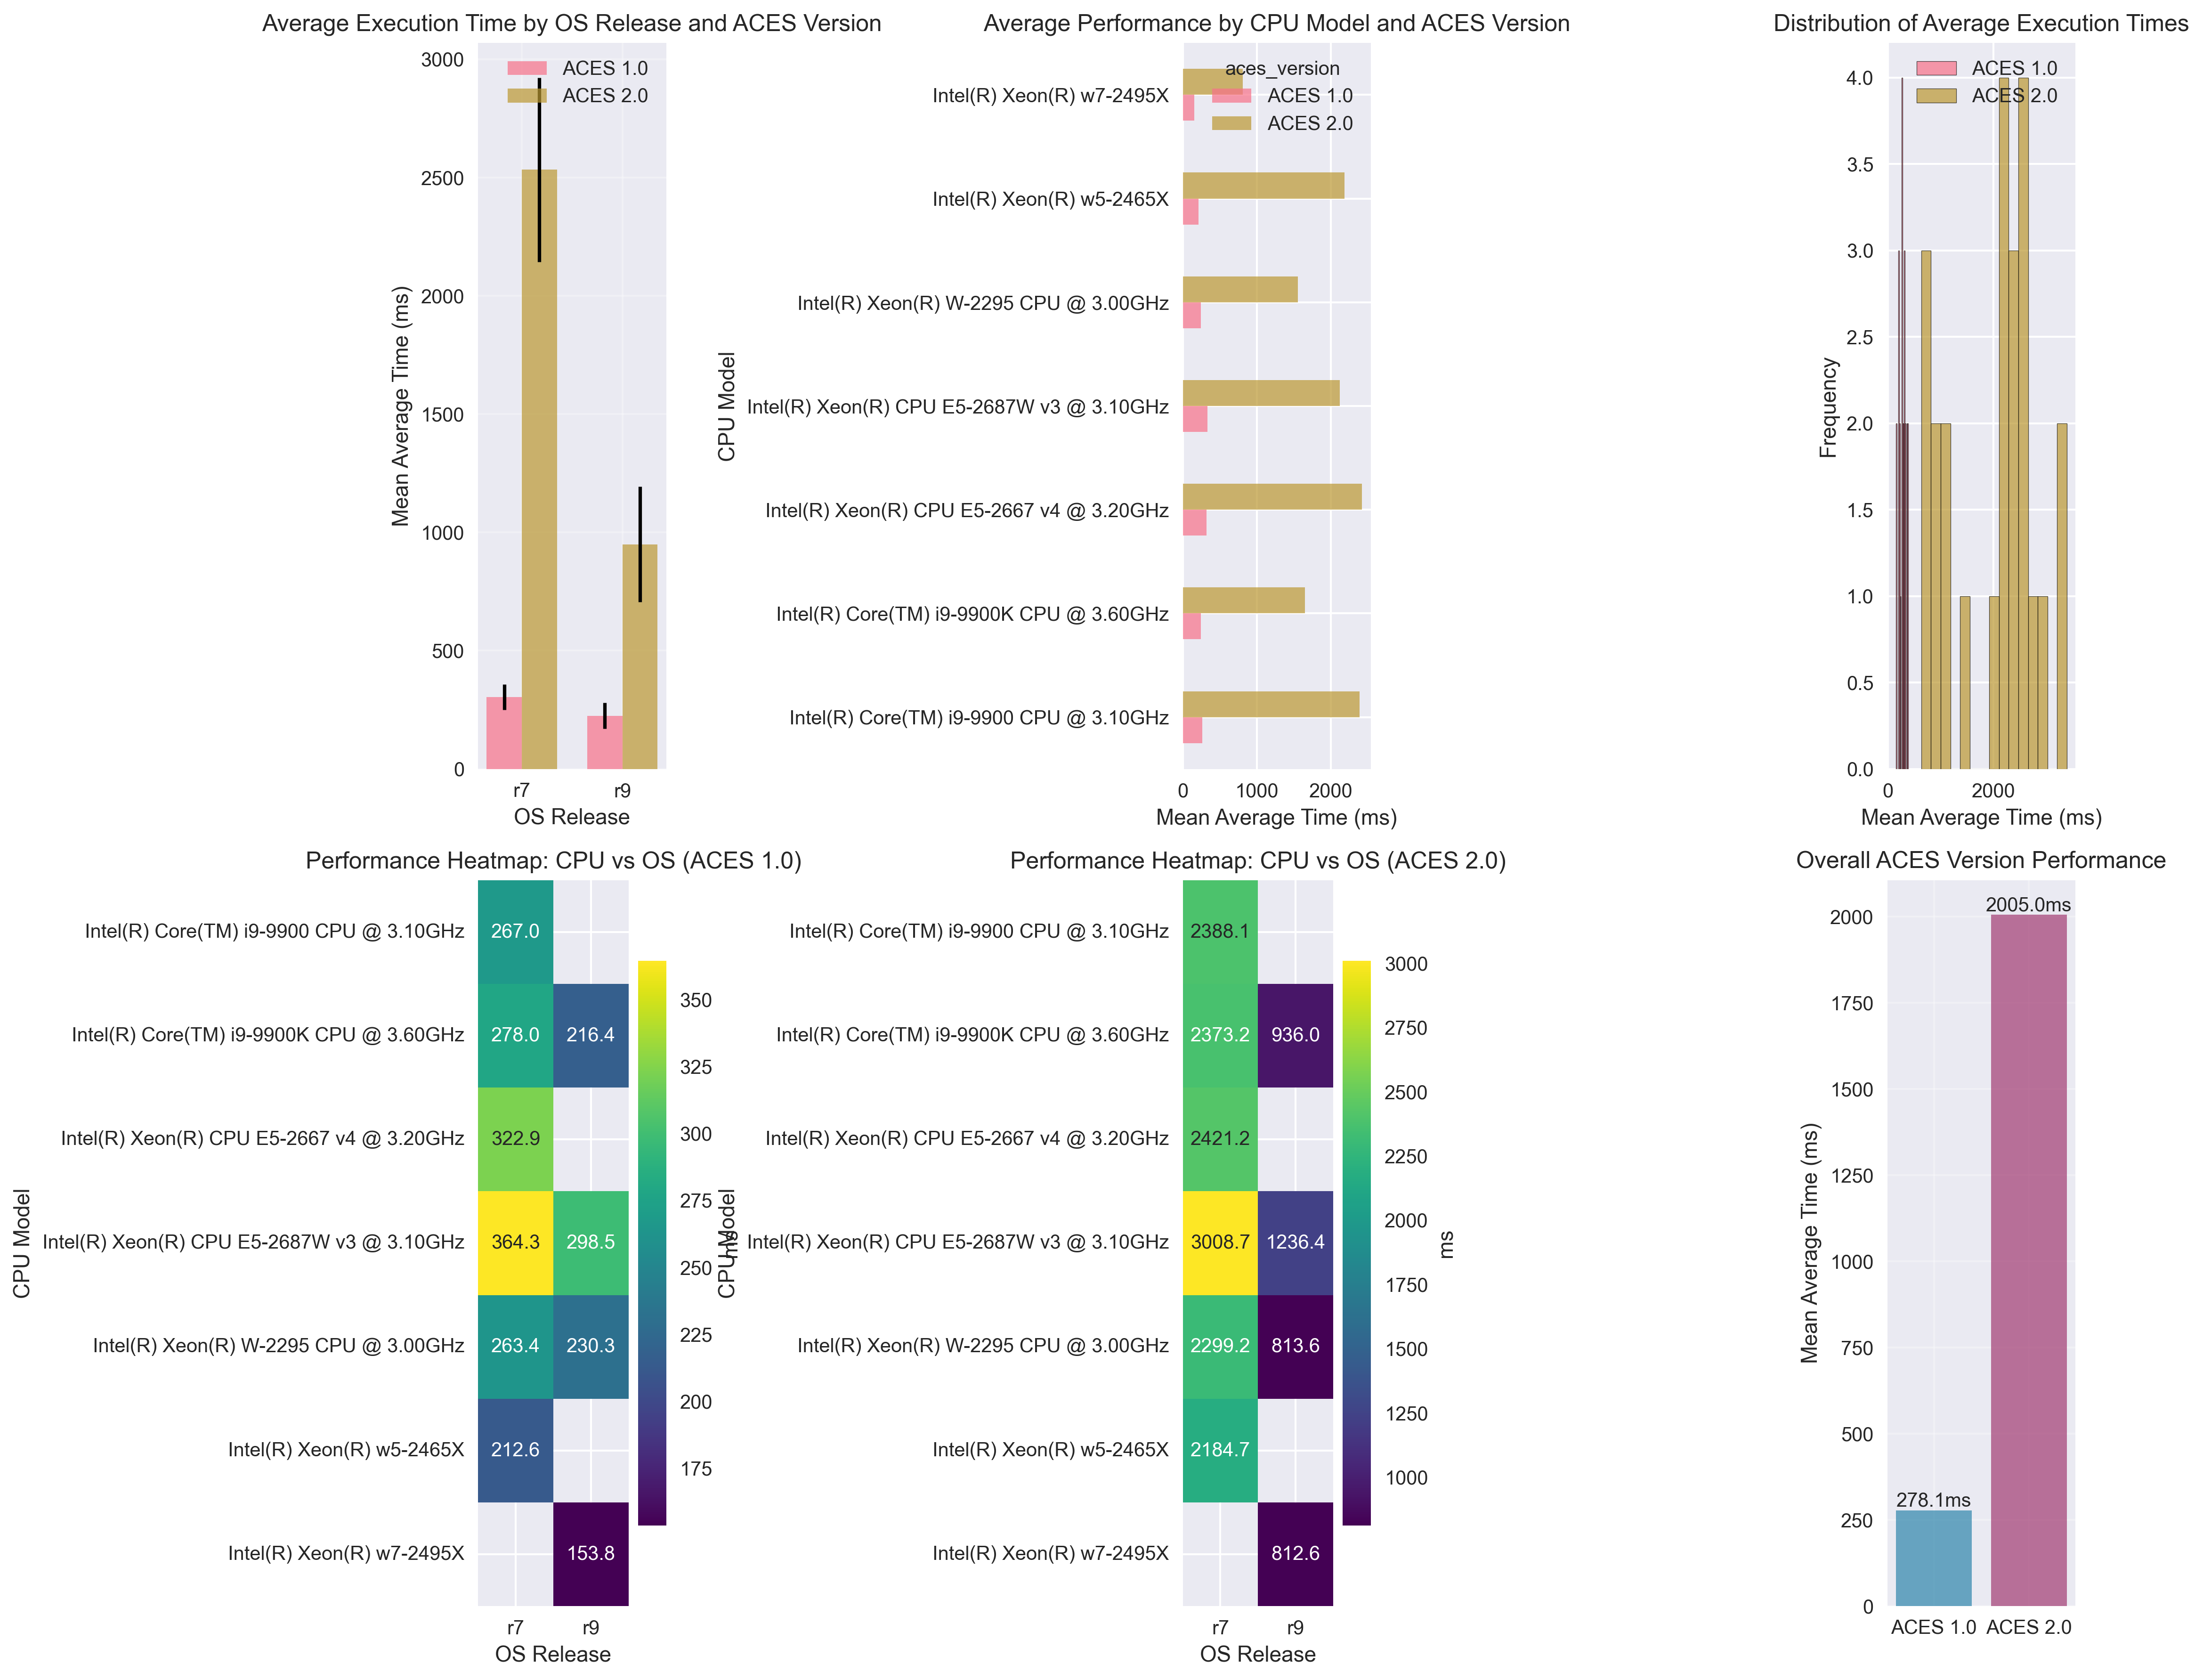 Average Execution Time by OS Release and ACES Version
3000
2500
2000
1500
1000
500
0
Mean Average Time (ms)
ACES 1.0
ACES 2.0
r7
r9
OS Release
Average Performance by CPU Model and ACES Version
CPU Model
Intel(R) Xeon(R) w7-2495X
Intel(R) Xeon(R) w5-2465X
Intel(R) Xeon(R) W-2295 CPU @ 3.00GHz
Intel(R) Xeon(R) CPU E5-2687W v3 @ 3.10GHz
Intel(R) Xeon(R) CPU E5-2667 v4 @ 3.20GHz
Intel(R) Core(TM) i9-9900K CPU @ 3.60GHz
Intel(R) Core(TM) i9-9900 CPU @ 3.10GHz
aces_version
ACES 1.0
ACES 2.0
0 1000 2000
Mean Average Time (ms)
Distribution of Average Execution Times
Frequency
4.0
3.5
3.0
2.5
2.0
1.5
1.0
0.5
0.0
ACES 1.0
ACES 2.0
0 2000
Mean Average Time (ms)
Performance Heatmap: CPU vs OS (ACES 1.0)
CPU Model
Intel(R) Core(TM) i9-9900 CPU @ 3.10GHz 267.0
Intel(R) Core(TM) i9-9900K CPU @ 3.60GHz 278.0 216.4
Intel(R) Xeon(R) CPU E5-2667 v4 @ 3.20GHz 322.9
Intel(R) Xeon(R) CPU E5-2687W v3 @ 3.10GHz 364.3 298.5
Intel(R) Xeon(R) W-2295 CPU @ 3.00GHz 263.4 230.3
Intel(R) Xeon(R) w5-2465X 212.6
Intel(R) Xeon(R) w7-2495X 153.8
r7 r9
OS Release
350
325
300
275
250
225
200
175
ms
Performance Heatmap: CPU vs OS (ACES 2.0)
CPU Model
Intel(R) Core(TM) i9-9900 CPU @ 3.10GHz 2388.1
Intel(R) Core(TM) i9-9900K CPU @ 3.60GHz 2373.2 936.0
Intel(R) Xeon(R) CPU E5-2667 v4 @ 3.20GHz 2421.2
Intel(R) Xeon(R) CPU E5-2687W v3 @ 3.10GHz 3008.7 1236.4
Intel(R) Xeon(R) W-2295 CPU @ 3.00GHz 2299.2 813.6
Intel(R) Xeon(R) w5-2465X 2184.7
Intel(R) Xeon(R) w7-2495X 812.6
r7 r9
OS Release
3000
2750
2500
2250
2000
1750
1500
1250
1000
ms
Overall ACES Version Performance
Mean Average Time (ms)
2000
1750
1500
1250
1000
750
500
250
0
278.1ms
2005.0ms
ACES 1.0 ACES 2.0